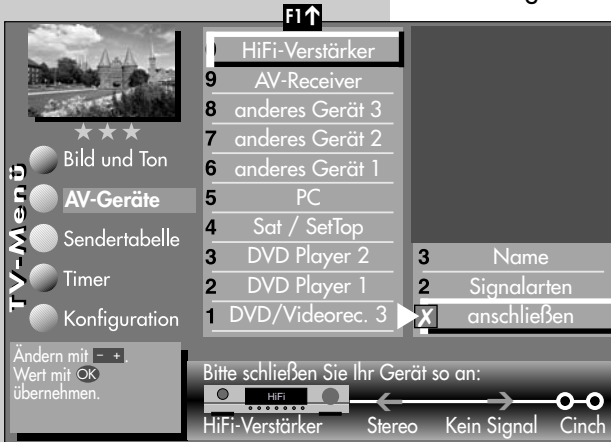 F1↑
HiFi-Verstärker
9 AV-Receiver
8 anderes Gerät 3
7 anderes Gerät 2
6 anderes Gerät 1
5 PC
4 Sat / SetTop
3 DVD Player 2
2 DVD Player 1
1 DVD/Videorec. 3
TV-Menü
Bild und Ton
AV-Geräte
Sendertabelle
Timer
Konfiguration
3 Name
2 Signalarten
X anschließen
Ändern mit - + .
Wert mit OK
übernehmen.
Bitte schließen Sie Ihr Gerät so an:
HiFi
HiFi-Verstärker Stereo Kein Signal Cinch